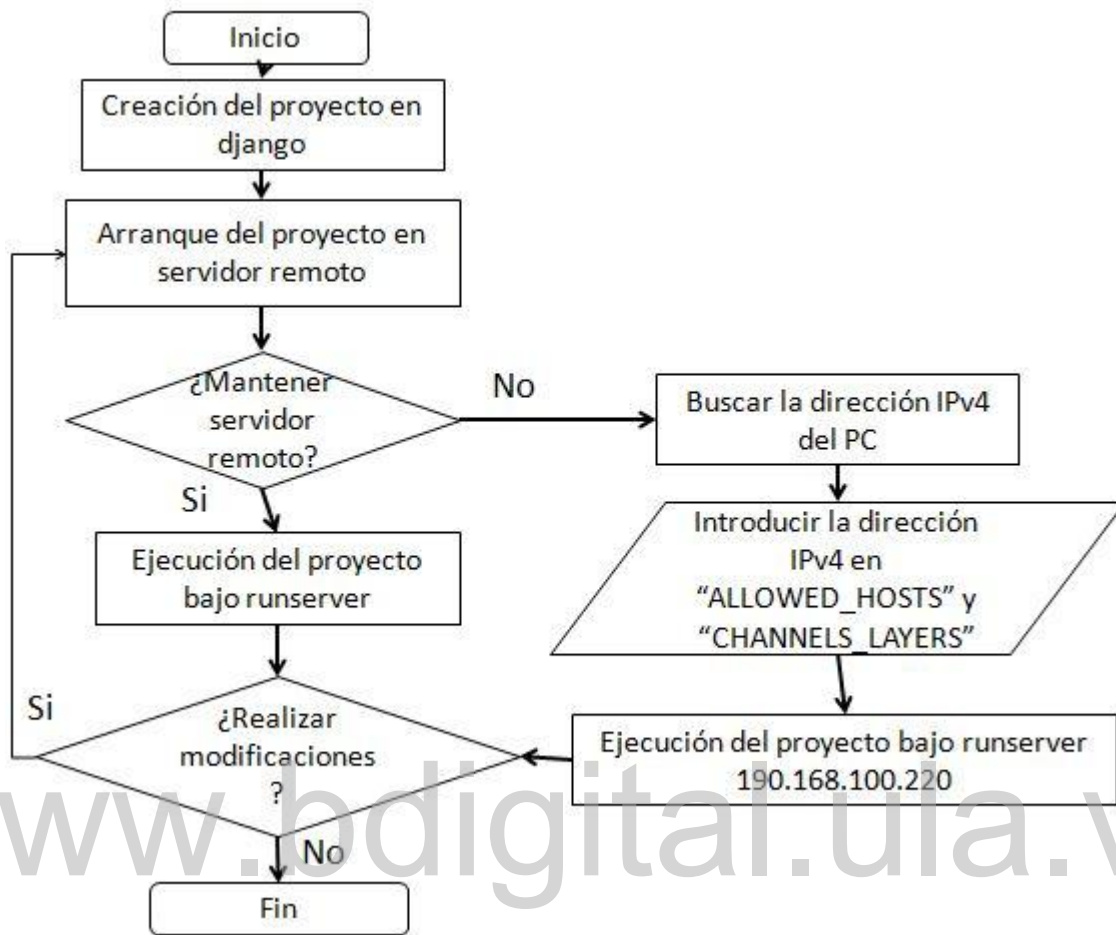 Inicio
Creación del proyecto en
django
Arranque del proyecto en
servidor remoto
¿Mantener
servidor
remoto?
No
Buscar la dirección IPv4
del PC
Introducir la dirección
IPv4 en
“ALLOWED_HOSTS” y
“CHANNELS_LAYERS”
Si
Ejecución del proyecto
bajo runserver
Si
¿Realizar
modificaciones
?
Ejecución del proyecto bajo runserver
190.168.100.220
No
Fin
ww.bdigital.ula.v